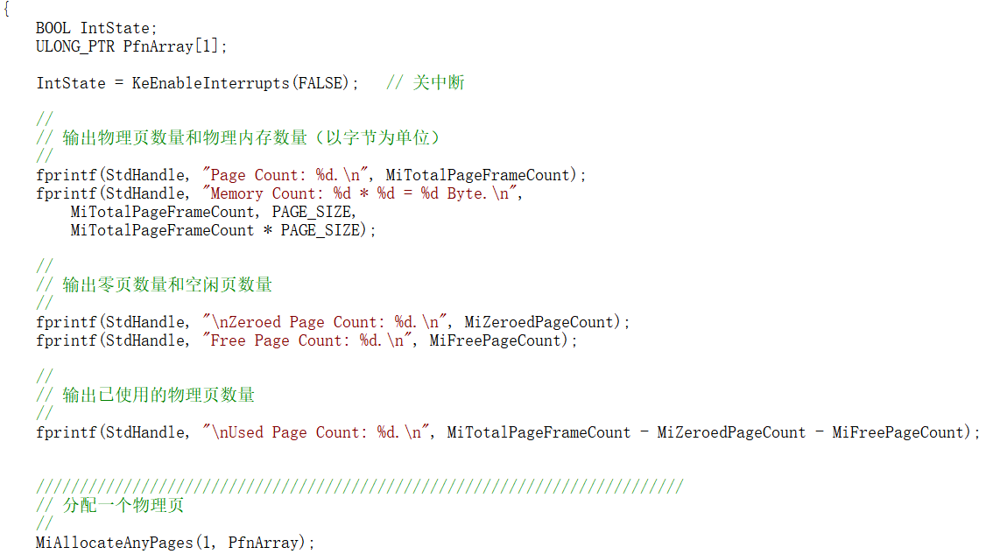 {
    BOOL IntState;
    ULONG_PTR PfnArray[1];
    IntState = KeEnableInterrupts(FALSE);   // 关中断
    //
    // 输出物理页数量和物理内存数量（以字节为单位）
    //
    fprintf(StdHandle, "Page Count: %d.\n", MiTotalPageFrameCount);
    fprintf(StdHandle, "Memory Count: %d * %d = %d Byte.\n",
        MiTotalPageFrameCount, PAGE_SIZE,
        MiTotalPageFrameCount * PAGE_SIZE);
    //
    // 输出零页数量和空闲页数量
    //
    fprintf(StdHandle, "\nZeroed Page Count: %d.\n", MiZeroedPageCount);
    fprintf(StdHandle, "Free Page Count: %d.\n", MiFreePageCount);
    //
    // 输出已使用的物理页数量
    //
    fprintf(StdHandle, "\nUsed Page Count: %d.\n", MiTotalPageFrameCount - MiZeroedPageCount - MiFreePageCount);
    //////////////////////////////////////////////////////////////////////////
    // 分配一个物理页
    //
    MiAllocateAnyPages(1, PfnArray);